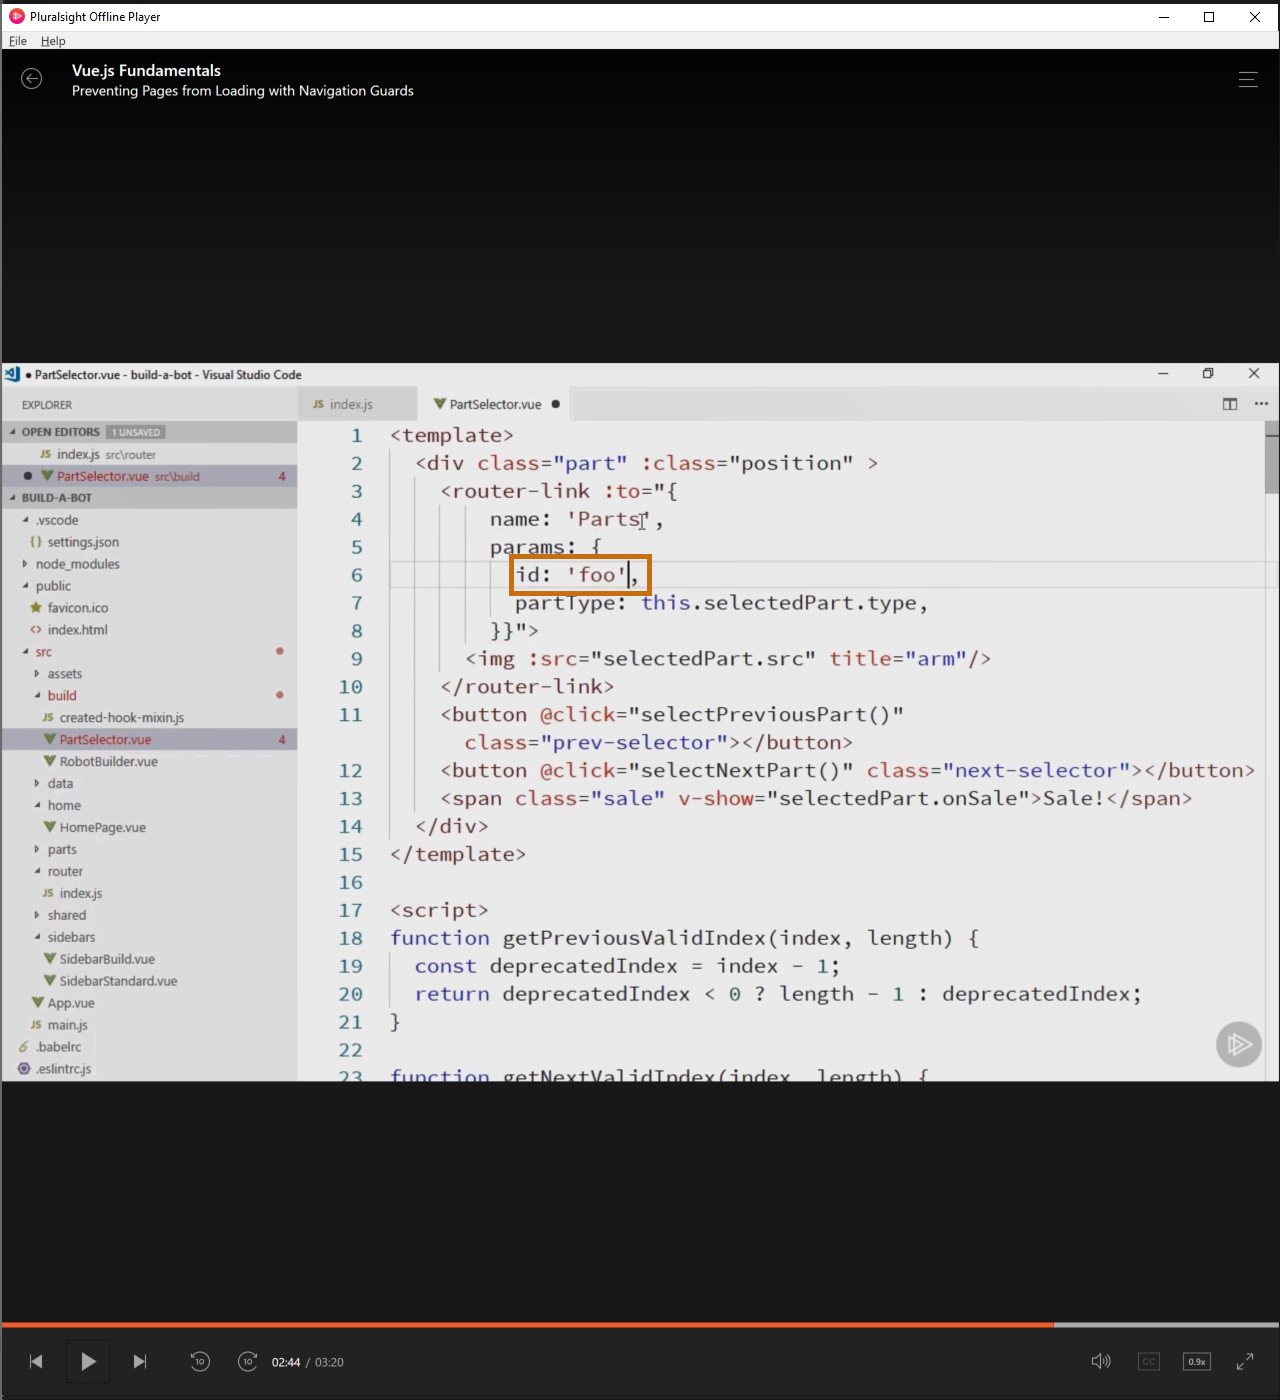 Pluralsight Offline Player
File Help
Vue.js Fundamentals
Preventing Pages from Loading with Navigation Guards
● PartSelector.vue - build-a-bot - Visual Studio Code
EXPLORER
OPEN EDITORS 1 UNSAVED
JS index.js src\router
● PartSelector.vue src\build 4
BUILD-A-BOT
.vscode
{} settings.json
node_modules
public
favicon.ico
<> index.html
src
assets
build
JS created-hook-mixin.js
PartSelector.vue 4
RobotBuilder.vue
data
home
HomePage.vue
parts
router
JS index.js
shared
sidebars
SidebarBuild.vue
SidebarStandard.vue
App.vue
JS main.js
.babelrc
.eslintrc.js
JS index.js PartSelector.vue ●
1 <template>
2 <div class="part" :class="position" >
3 <router-link :to="{
4 name: 'Parts',
5 params: {
6 id: 'foo',
7 partType: this.selectedPart.type,
8 }}">
9 <img :src="selectedPart.src" title="arm"/>
10 </router-link>
11 <button @click="selectPreviousPart()"
class="prev-selector"></button>
12 <button @click="selectNextPart()" class="next-selector"></button>
13 <span class="sale" v-show="selectedPart.onSale">Sale!</span>
14 </div>
15 </template>
16
17 <script>
18 function getPreviousValidIndex(index, length) {
19 const deprecatedIndex = index - 1;
20 return deprecatedIndex < 0 ? length - 1 : deprecatedIndex;
21 }
22
23 function getNextValidIndex(index, length) {
10 10 02:44 / 03:20 CC 0.9x